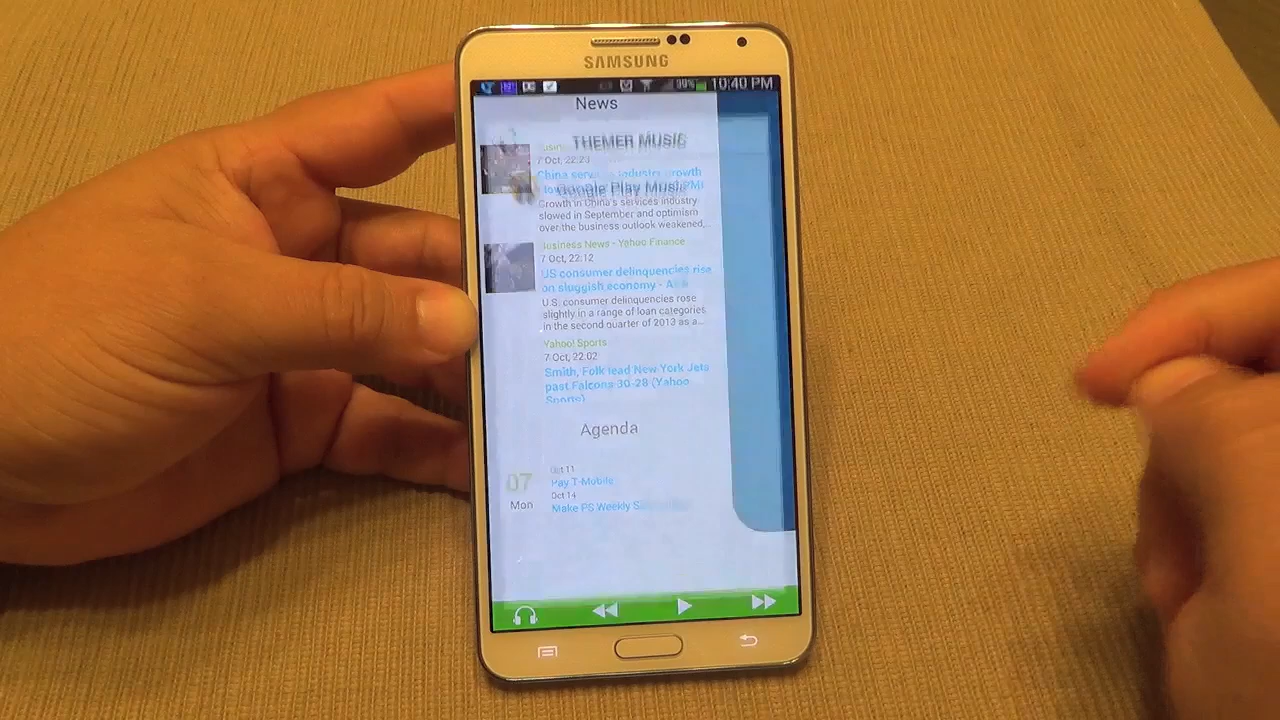 SAMSUNG
99% 10:40 PM
News
THEMER MUSIC
7 Oct, 22:23
China industry growth
Google Play Music
Growth in China's services industry
slowed in September and optimism
over the business outlook weakened,
Business News - Yahoo Finance
7 Oct, 22:12
US consumer delinquencies rise
on sluggish economy -
U.S. consumer delinquencies rose
slightly in a range of loan categories
in the second quarter of 2013 as a...
Yahoo! Sports
7 Oct, 22:02
Smith, Folk lead New York Jets
past Falcons 30-28 (Yahoo
Sports)
Agenda
07
Mon
Oct 11
Pay T-Mobile
Oct 14
Make PS Weekly